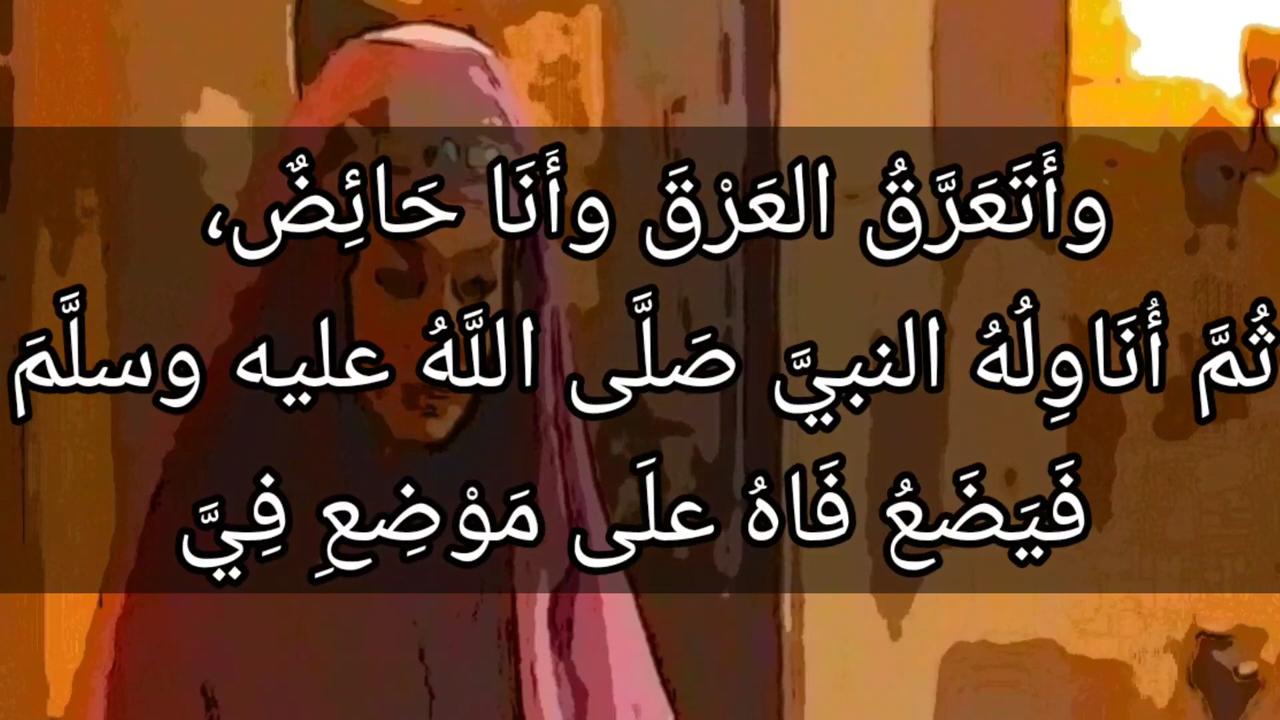 وأَتَعَرَّقُ العَرْقَ وأَنَا حَائِضٌ،
ثُمَّ أُنَاوِلُهُ النبيَّ صَلَّى اللَّهُ عليه وسلَّمَ
فَيَضَعُ فَاهُ علَى مَوْضِعِ فِيَّ